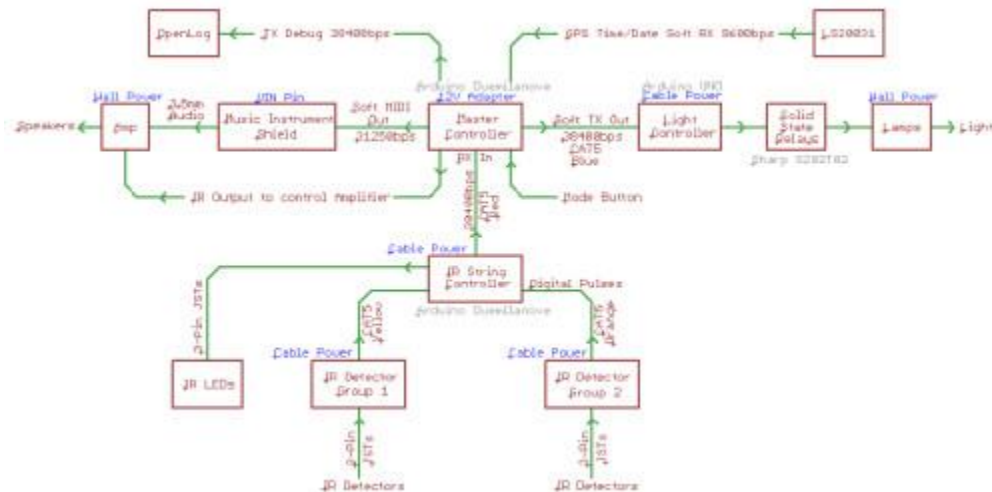 OpenLog
TX Debug 38400bps
GPS Time/Date Soft RX 9600bps
LS20031
Arduino Duemilanove
Arduino UNO
Wall Power
VIN Pin
12V Adapter
Cable Power
Wall Power
Speakers
Amp
3.5mm
Audio
Music Instrument
Shield
Soft MIDI
Out
31250bps
Master
Controller
RX In
Soft TX Out
38400bps
CAT5
Blue
Light
Controller
Solid
State
Relays
Sharp S202T02
Lamps
Light
IR Output to control Amplifier
Mode Button
38400bps
CAT5
Red
Cable Power
IR String
Controller
Digital Pulses
Arduino Duemilanove
2-Pin JSTs
CAT5
Yellow
CAT5
Orange
Cable Power
Cable Power
IR LEDs
IR Detector
Group 1
IR Detector
Group 2
3-Pin
JSTs
3-Pin
JSTs
IR Detectors
IR Detectors